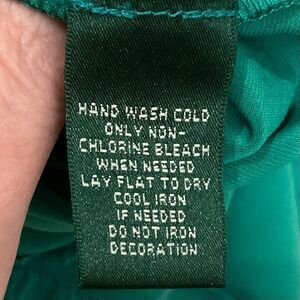 HAND WASH COLD
ONLY NON-
CHLORINE BLEACH
WHEN NEEDED
LAY FLAT TO DRY
COOL IRON
IF NEEDED
DO NOT IRON
DECORATION